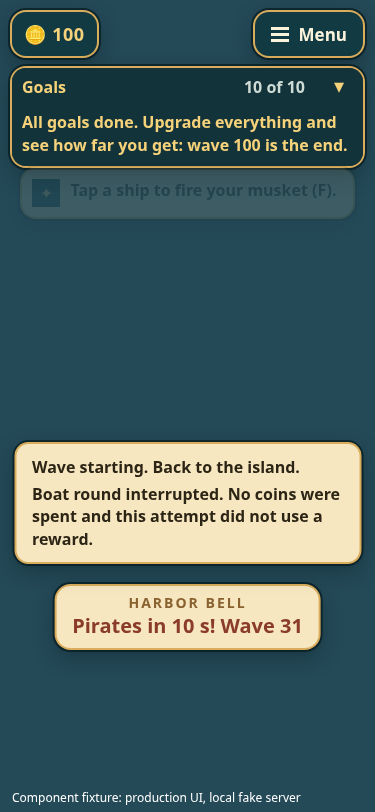 100
Menu
Goals 10 of 10 ▼
All goals done. Upgrade everything and
see how far you get: wave 100 is the end.
Tap a ship to fire your musket (F).
Wave starting. Back to the island.
Boat round interrupted. No coins were
spent and this attempt did not use a
reward.
HARBOR BELL
Pirates in 10 s! Wave 31
Component fixture: production UI, local fake server